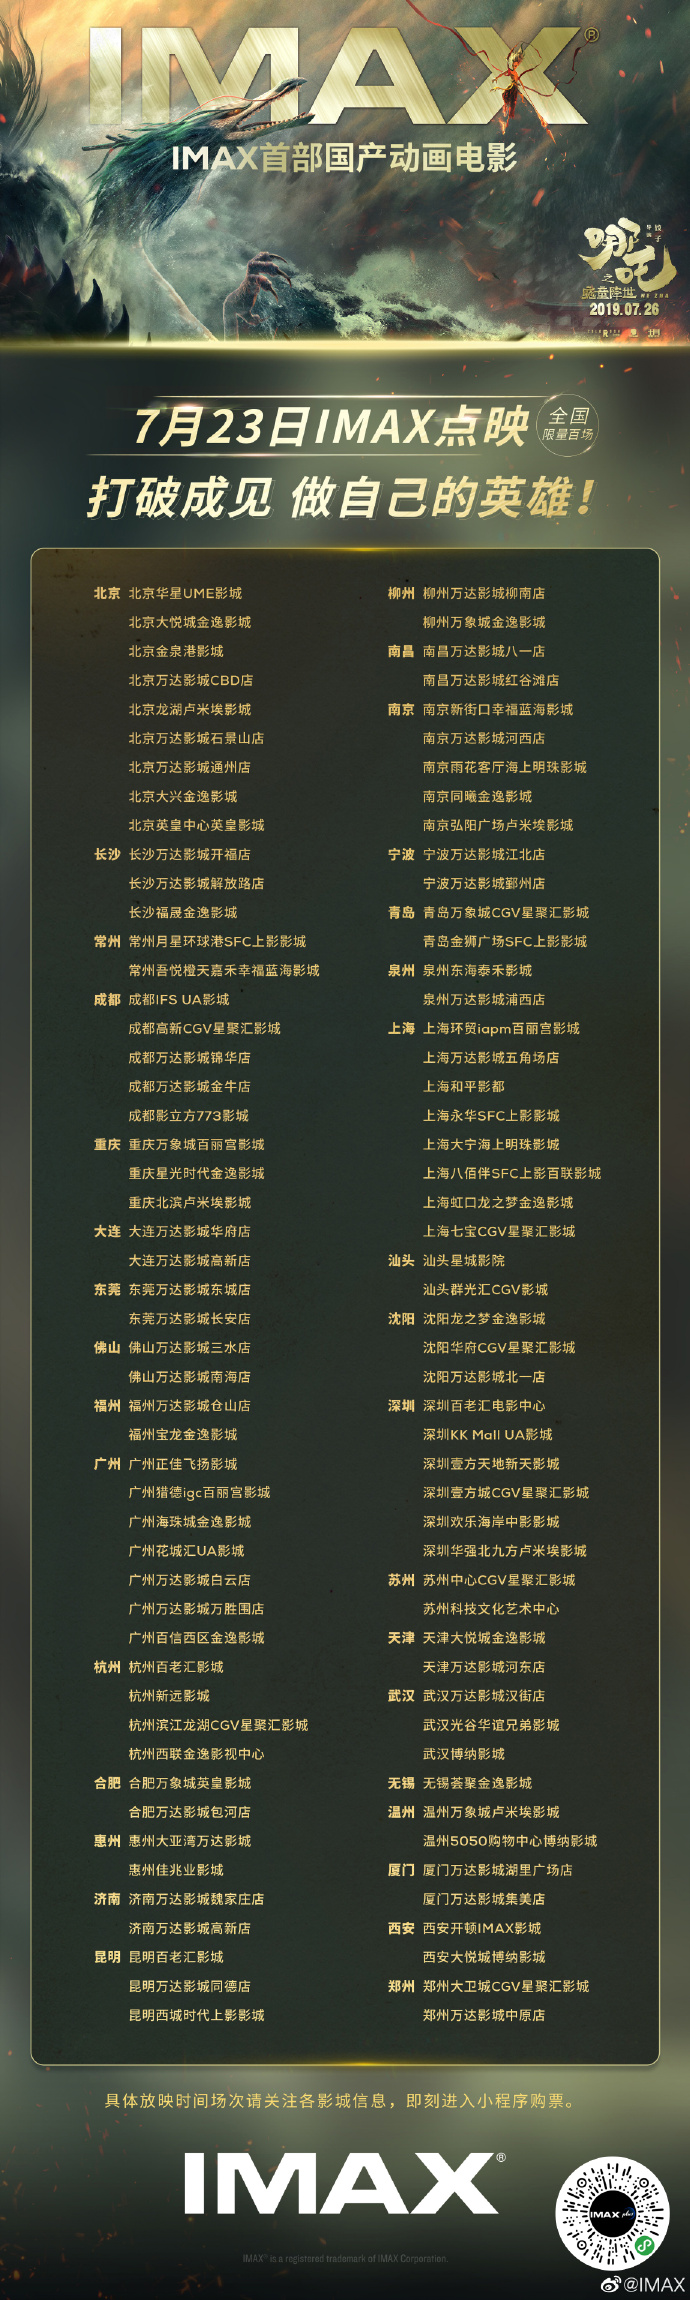 IMAX®
IMAX首部国产动画电影
导演 饺子
哪吒
之
魔童降世 NE ZHA
2019.07.26
7月23日IMAX点映 全国
限量百场
打破成见 做自己的英雄!
北京 北京华星UME影城
北京大悦城金逸影城
北京金泉港影城
北京万达影城CBD店
北京龙湖卢米埃影城
北京万达影城石景山店
北京万达影城通州店
北京大兴金逸影城
北京英皇中心英皇影城
长沙 长沙万达影城开福店
长沙万达影城解放路店
长沙福晟金逸影城
常州 常州月星环球港SFC上影影城
常州吾悦橙天嘉禾幸福蓝海影城
成都 成都IFS UA影城
成都高新CGV星聚汇影城
成都万达影城锦华店
成都万达影城金牛店
成都影立方773影城
重庆 重庆万象城百丽宫影城
重庆星光时代金逸影城
重庆北滨卢米埃影城
大连 大连万达影城华府店
大连万达影城高新店
东莞 东莞万达影城东城店
东莞万达影城长安店
佛山 佛山万达影城三水店
佛山万达影城南海店
福州 福州万达影城仓山店
福州宝龙金逸影城
广州 广州正佳飞扬影城
广州猎德igc百丽宫影城
广州海珠城金逸影城
广州花城汇UA影城
广州万达影城白云店
广州万达影城万胜围店
广州百信西区金逸影城
杭州 杭州百老汇影城
杭州新远影城
杭州滨江龙湖CGV星聚汇影城
杭州西联金逸影视中心
合肥 合肥万象城英皇影城
合肥万达影城包河店
惠州 惠州大亚湾万达影城
惠州佳兆业影城
济南 济南万达影城魏家庄店
济南万达影城高新店
昆明 昆明百老汇影城
昆明万达影城同德店
昆明西城时代上影影城
柳州 柳州万达影城柳南店
柳州万象城金逸影城
南昌 南昌万达影城八一店
南昌万达影城红谷滩店
南京 南京新街口幸福蓝海影城
南京万达影城河西店
南京雨花客厅海上明珠影城
南京同曦金逸影城
南京弘阳广场卢米埃影城
宁波 宁波万达影城江北店
宁波万达影城鄞州店
青岛 青岛万象城CGV星聚汇影城
青岛金狮广场SFC上影影城
泉州 泉州东海泰禾影城
泉州万达影城浦西店
上海 上海环贸iapm百丽宫影城
上海万达影城五角场店
上海和平影都
上海永华SFC上影影城
上海大宁海上明珠影城
上海八佰伴SFC上影百联影城
上海虹口龙之梦金逸影城
上海七宝CGV星聚汇影城
汕头 汕头星城影院
汕头群光汇CGV影城
沈阳 沈阳龙之梦金逸影城
沈阳华府CGV星聚汇影城
沈阳万达影城北一店
深圳 深圳百老汇电影中心
深圳KK Mall UA影城
深圳壹方天地新天影城
深圳壹方城CGV星聚汇影城
深圳欢乐海岸中影影城
深圳华强北九方卢米埃影城
苏州 苏州中心CGV星聚汇影城
苏州科技文化艺术中心
天津 天津大悦城金逸影城
天津万达影城河东店
武汉 武汉万达影城汉街店
武汉光谷华谊兄弟影城
武汉博纳影城
无锡 无锡荟聚金逸影城
温州 温州万象城卢米埃影城
温州5050购物中心博纳影城
厦门 厦门万达影城湖里广场店
厦门万达影城集美店
西安 西安开顿IMAX影城
西安大悦城博纳影城
郑州 郑州大卫城CGV星聚汇影城
郑州万达影城中原店
具体放映时间场次请关注各影城信息，即刻进入小程序购票。
IMAX®
IMAX plus
IMAX® is a registered trademark of IMAX Corporation.
@IMAX